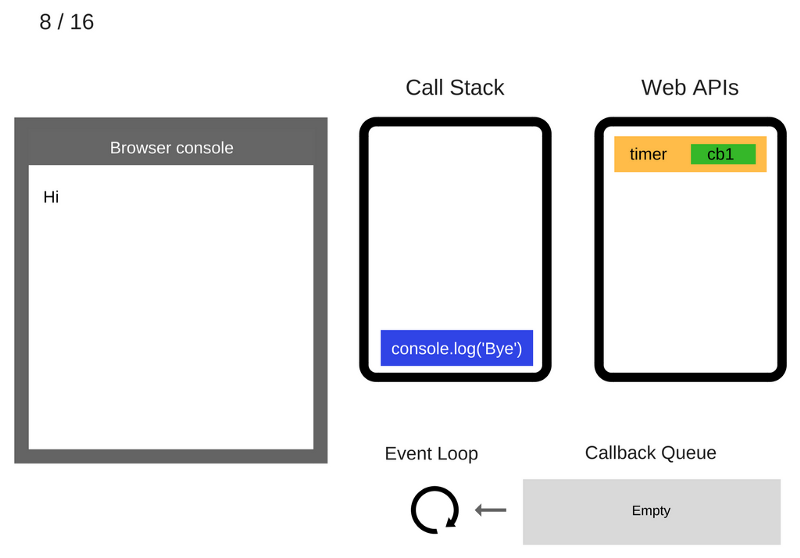 8 / 16
Call Stack
Web APIs
Browser console
timer
cb1
Hi
console.log('Bye')
Event Loop
Callback Queue
Empty